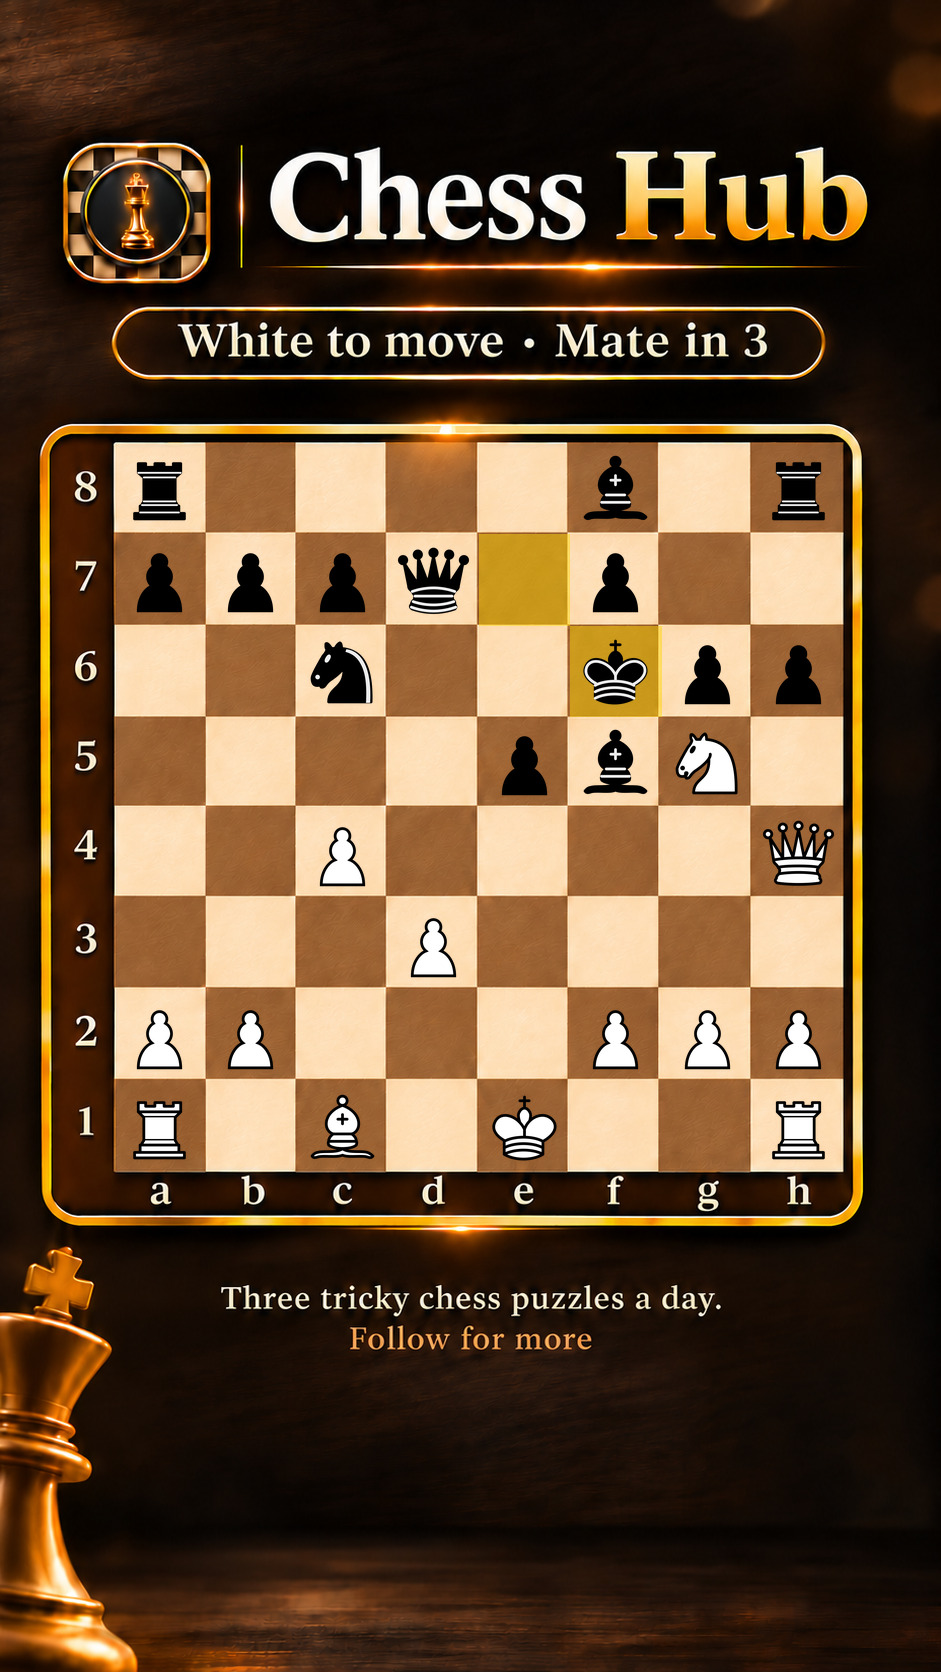 Chess Hub
White to move • Mate in 3
8
7
6
5
4
3
2
1
a b c d e f g h
Three tricky chess puzzles a day.
Follow for more